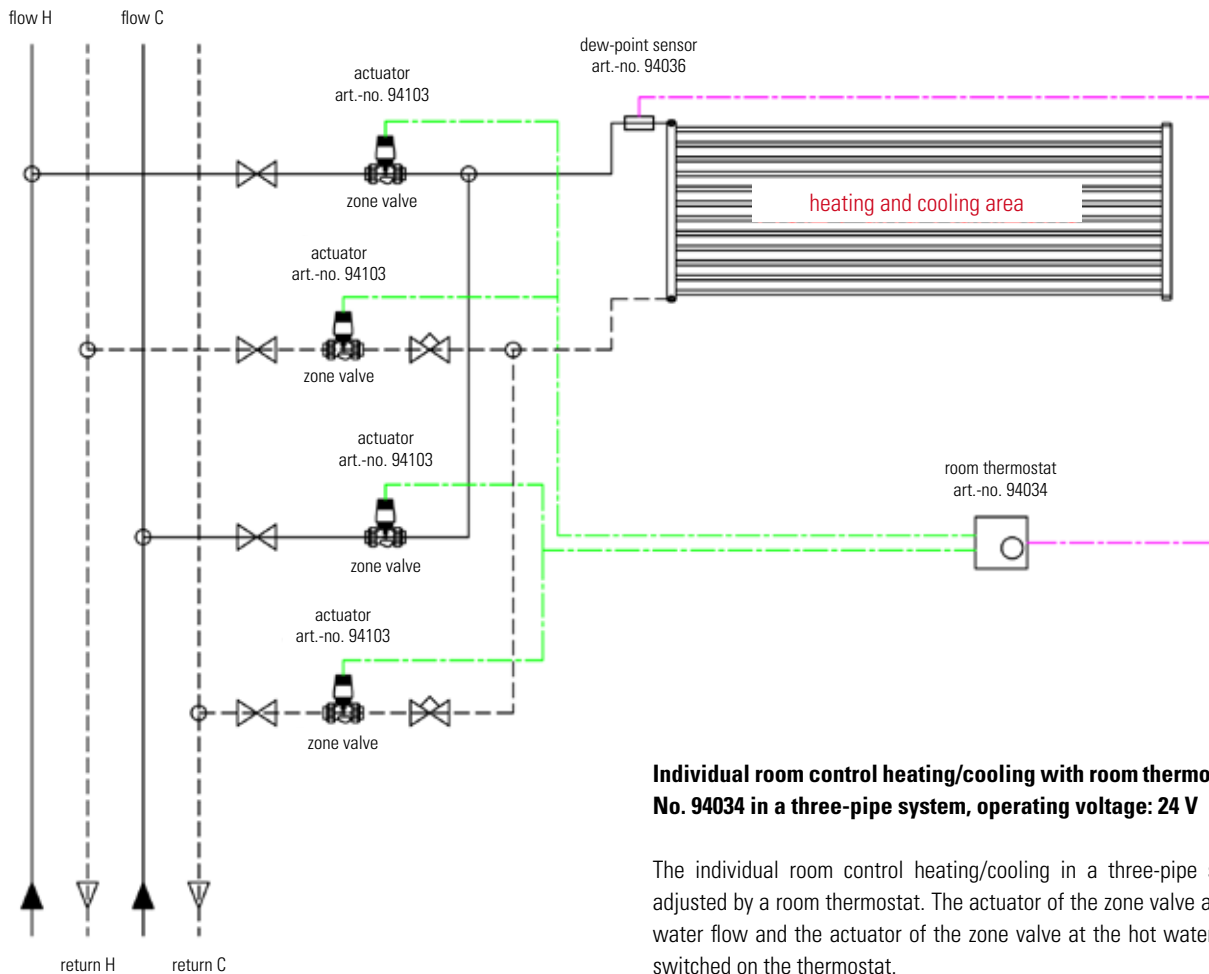 flow H
flow C
dew-point sensor
art.-no. 94036
actuator
art.-no. 94103
zone valve
heating and cooling area
actuator
art.-no. 94103
zone valve
actuator
art.-no. 94103
zone valve
room thermostat
art.-no. 94034
actuator
art.-no. 94103
zone valve
Individual room control heating/cooling with room
No. 94034 in a three-pipe system, operating voltage: 24 V
The individual room control heating/cooling in a three-pipe
adjusted by a room thermostat. The actuator of the zone valve
water flow and the actuator of the zone valve at the hot water
switched on the thermostat.
return H
return C